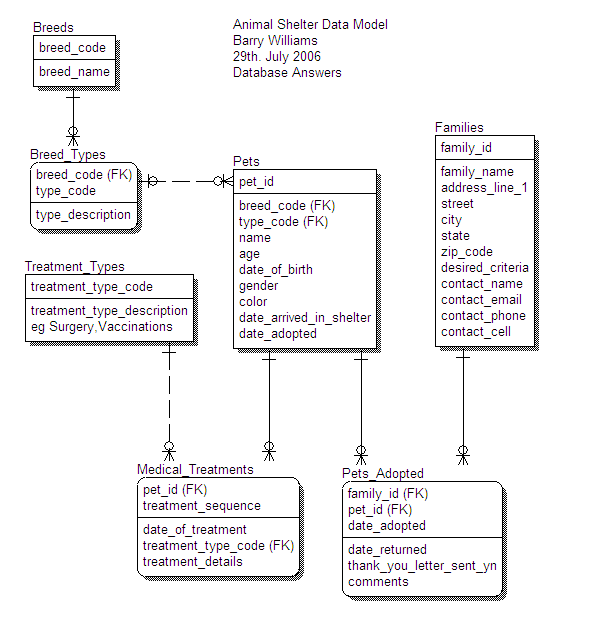 Animal Shelter Data Model
Barry Williams
29th. July 2006
Database Answers
Breeds
breed_code
breed_name
Breed_Types
breed_code (FK)
type_code
type_description
Pets
pet_id
breed_code (FK)
type_code (FK)
name
age
date_of_birth
gender
color
date_arrived_in_shelter
date_adopted
Families
family_id
family_name
address_line_1
street
city
state
zip_code
desired_criteria
contact_name
contact_email
contact_phone
contact_cell
Treatment_Types
treatment_type_code
treatment_type_description
eg Surgery,Vaccinations
Medical_Treatments
pet_id (FK)
treatment_sequence
date_of_treatment
treatment_type_code (FK)
treatment_details
Pets_Adopted
family_id (FK)
pet_id (FK)
date_adopted
date_returned
thank_you_letter_sent_yn
comments